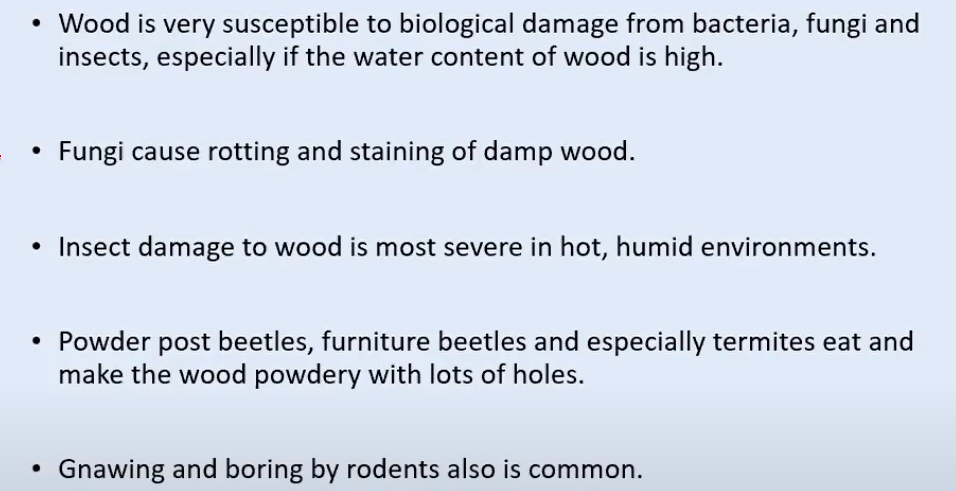 • Wood is very susceptible to biological damage from bacteria, fungi and
insects, especially if the water content of wood is high.
• Fungi cause rotting and staining of damp wood.
• Insect damage to wood is most severe in hot, humid environments.
• Powder post beetles, furniture beetles and especially termites eat and
make the wood powdery with lots of holes.
• Gnawing and boring by rodents also is common.